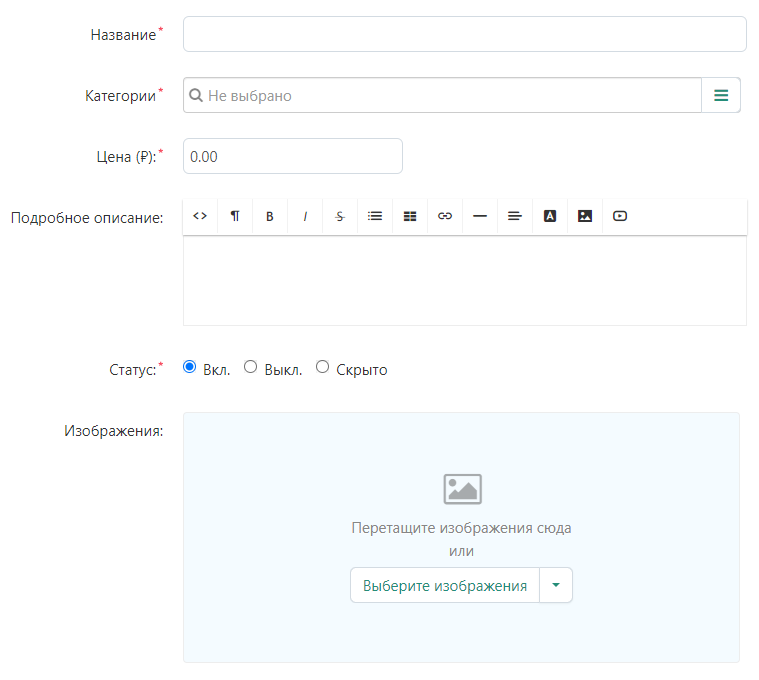 Название*
Категории* Не выбрано
Цена (₽):* 0.00
Подробное описание: <> ¶ B I S A
Статус:* Вкл. Выкл. Скрыто
Изображения:
Перетащите изображения сюда
или
Выберите изображения